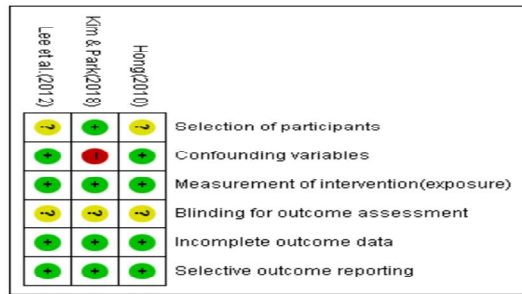 Lee et al.(2012)
Kim & Park(2018)
Hong(2010)
? + ? Selection of participants
+ - + Confounding variables
+ + + Measurement of intervention(exposure)
? ? ? Blinding for outcome assessment
+ + + Incomplete outcome data
+ + + Selective outcome reporting